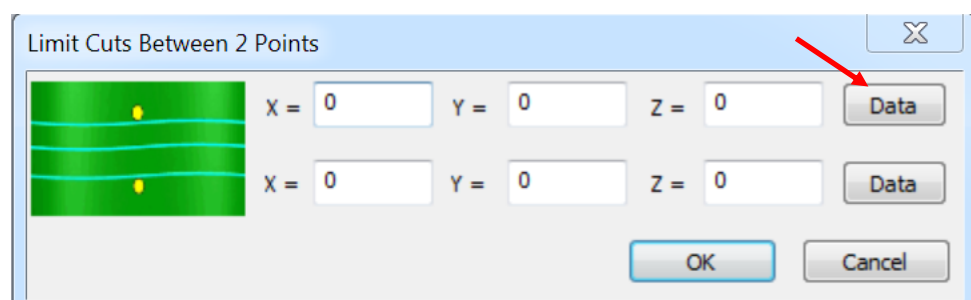 Limit Cuts Between 2 Points
X = 0 Y = 0 Z = 0 Data
X = 0 Y = 0 Z = 0 Data
OK Cancel